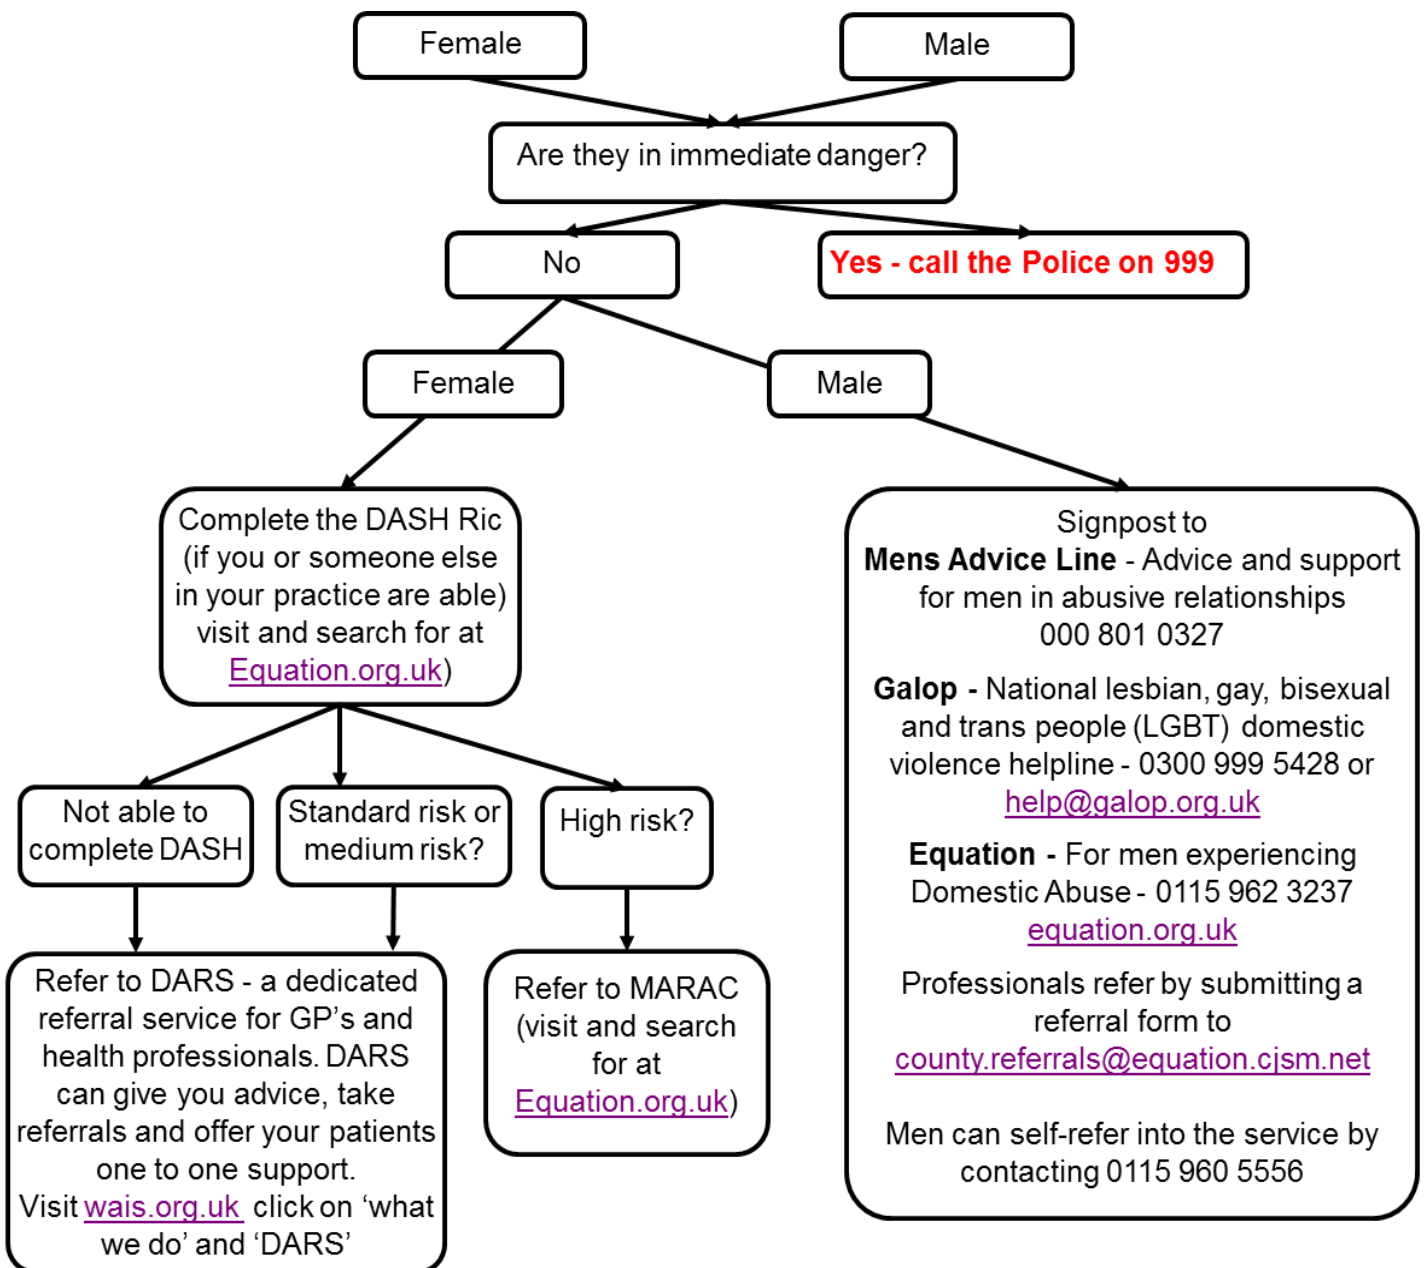 Female
Male
Are they in immediate danger?
No
Yes - call the Police on 999
Female
Male
Complete the DASH Ric
(if you or someone else
in your practice are able)
visit and search for at
Equation.org.uk)
Signpost to
Mens Advice Line - Advice and support
for men in abusive relationships
000 801 0327
Galop - National lesbian, gay, bisexual
and trans people (LGBT) domestic
violence helpline - 0300 999 5428 or
help@galop.org.uk
Equation - For men experiencing
Domestic Abuse - 0115 962 3237
equation.org.uk
Professionals refer by submitting a
referral form to
county.referrals@equation.cjsm.net
Men can self-refer into the service by
contacting 0115 960 5556
Not able to
complete DASH
Standard risk or
medium risk?
High risk?
Refer to DARS - a dedicated
referral service for GP’s and
health professionals. DARS
can give you advice, take
referrals and offer your patients
one to one support.
Visit wais.org.uk click on ‘what
we do’ and ‘DARS’
Refer to MARAC
(visit and search
for at
Equation.org.uk)